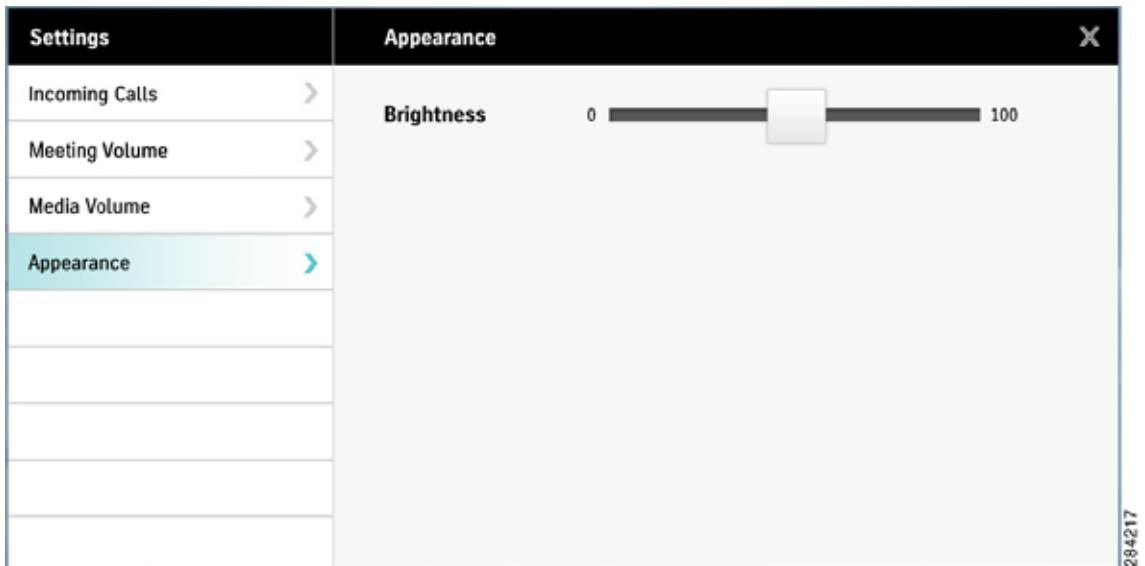 Settings
Appearance
X
Incoming Calls
Meeting Volume
Media Volume
Appearance
Brightness 0 100
284217